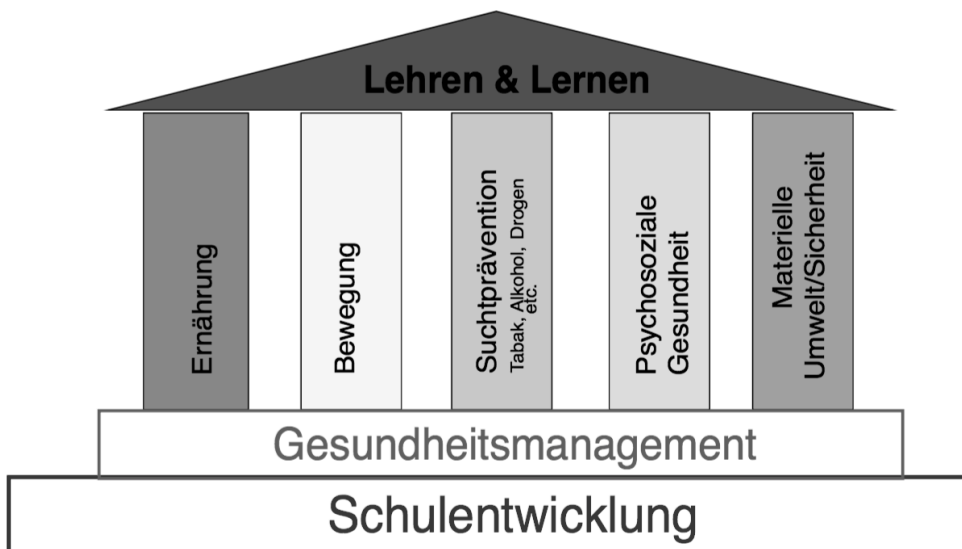 Lehren & Lernen
Ernährung
Bewegung
Suchtprävention
Tabak, Alkohol, Drogen
etc.
Psychosoziale
Gesundheit
Materielle
Umwelt/Sicherheit
Gesundheitsmanagement
Schulentwicklung